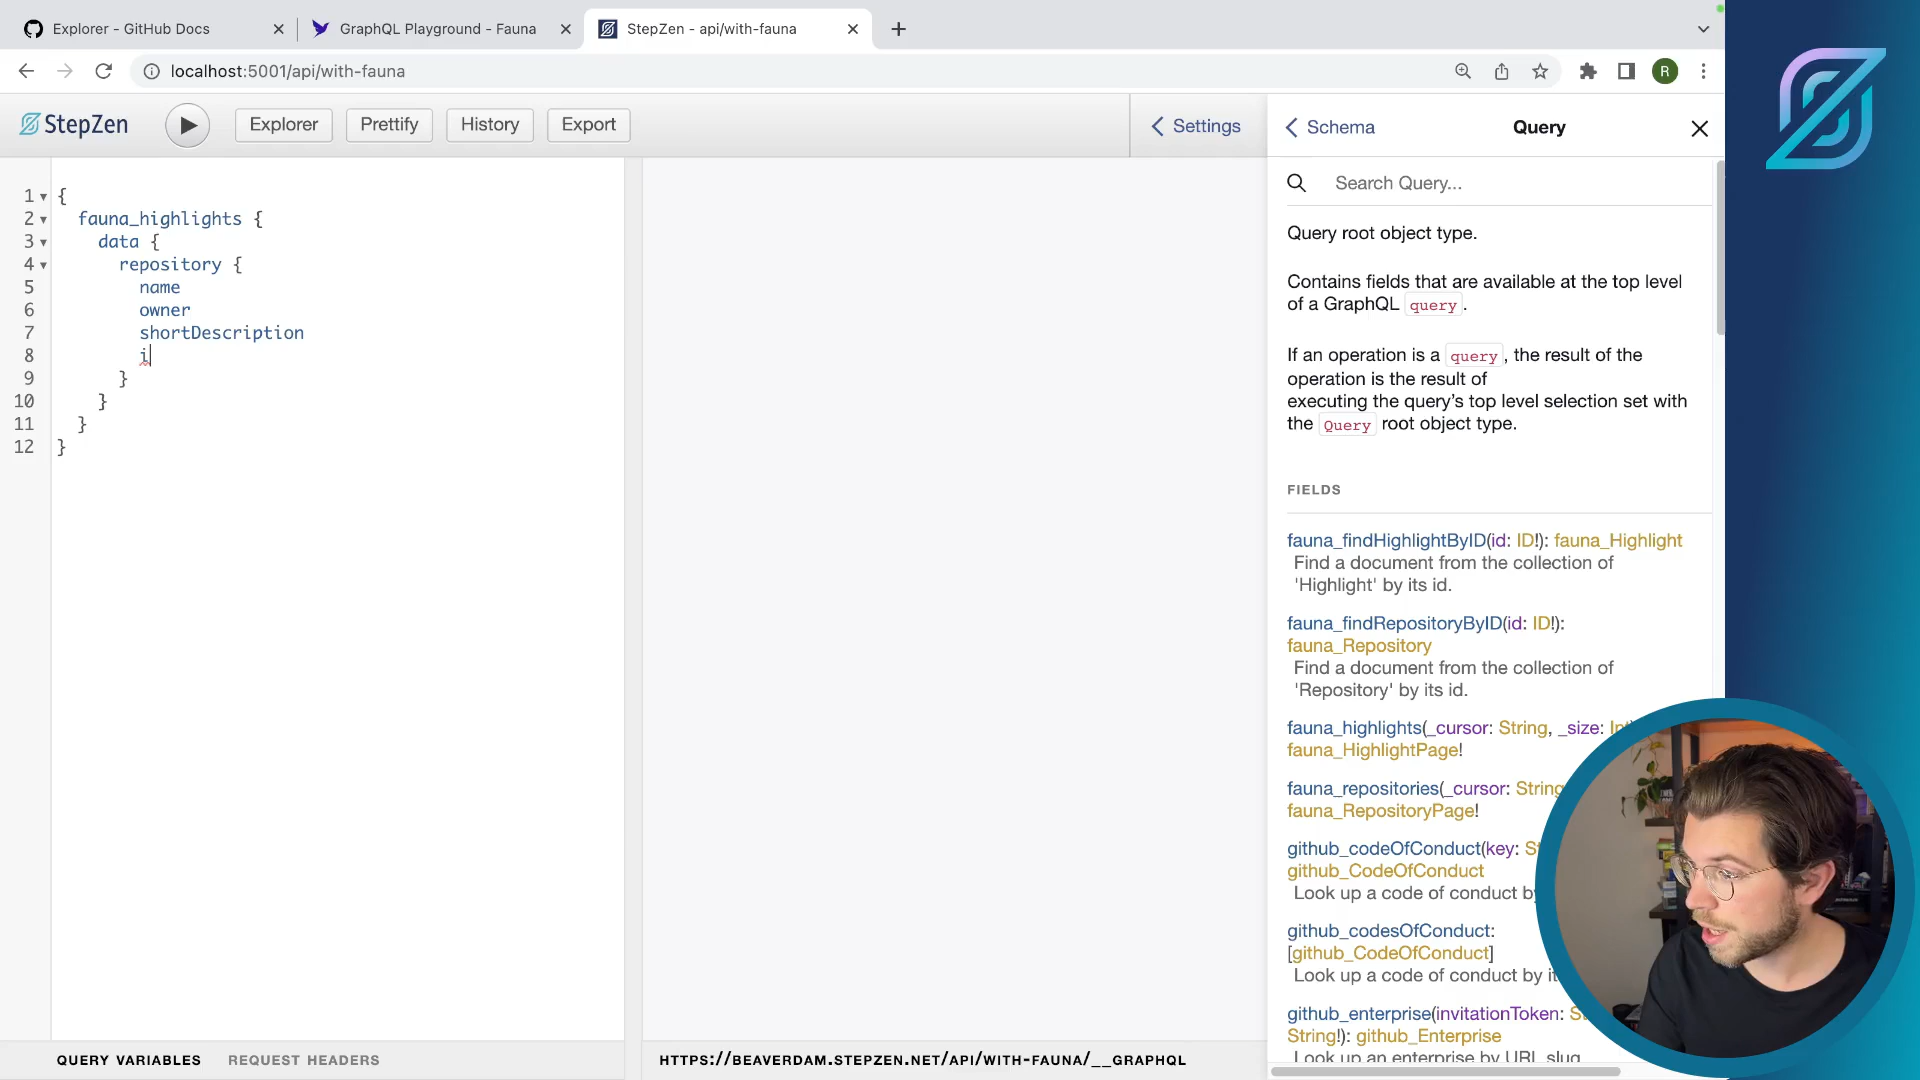 Explorer - GitHub Docs
GraphQL Playground - Fauna
StepZen - api/with-fauna
localhost:5001/api/with-fauna
R
StepZen
Explorer
Prettify
History
Export
Settings
Schema
Query
Search Query...
1 {
2 fauna_highlights {
3 data {
4 repository {
5 name
6 owner
7 shortDescription
8 i
9 }
10 }
11 }
12 }
Query root object type.
Contains fields that are available at the top level
of a GraphQL query.
If an operation is a query, the result of the
operation is the result of
executing the query's top level selection set with
the Query root object type.
FIELDS
fauna_findHighlightByID(id: ID!): fauna_Highlight
Find a document from the collection of
'Highlight' by its id.
fauna_findRepositoryByID(id: ID!):
fauna_Repository
Find a document from the collection of
'Repository' by its id.
fauna_highlights(_cursor: String, _size:
fauna_HighlightPage!
fauna_repositories(_cursor: String
fauna_RepositoryPage!
github_codeOfConduct(key:
github_CodeOfConduct
Look up a code of conduct
github_codesOfConduct:
[github_CodeOfConduct]
Look up a code of conduct
github_enterprise(invitationToken:
String!): github_Enterprise
Look up an enterprise by URL slug
QUERY VARIABLES
REQUEST HEADERS
HTTPS://BEAVERDAM.STEPZEN.NET/API/WITH-FAUNA/__GRAPHQL